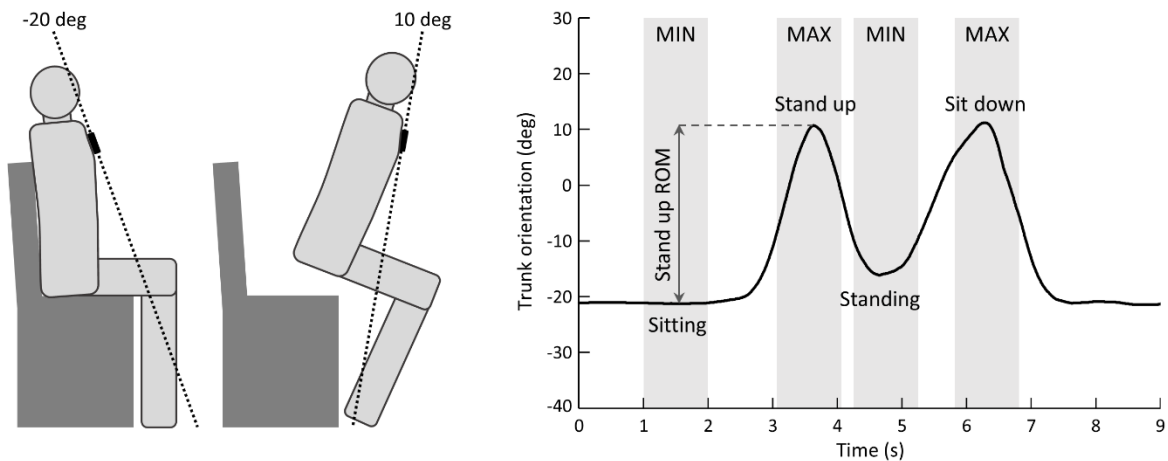 -20 deg
10 deg
30
20
10
0
-10
-20
-30
-40
Trunk orientation (deg)
MIN
MAX
MIN
MAX
Stand up
Sit down
Stand up ROM
Standing
Sitting
0
1
2
3
4
5
6
7
8
9
Time (s)